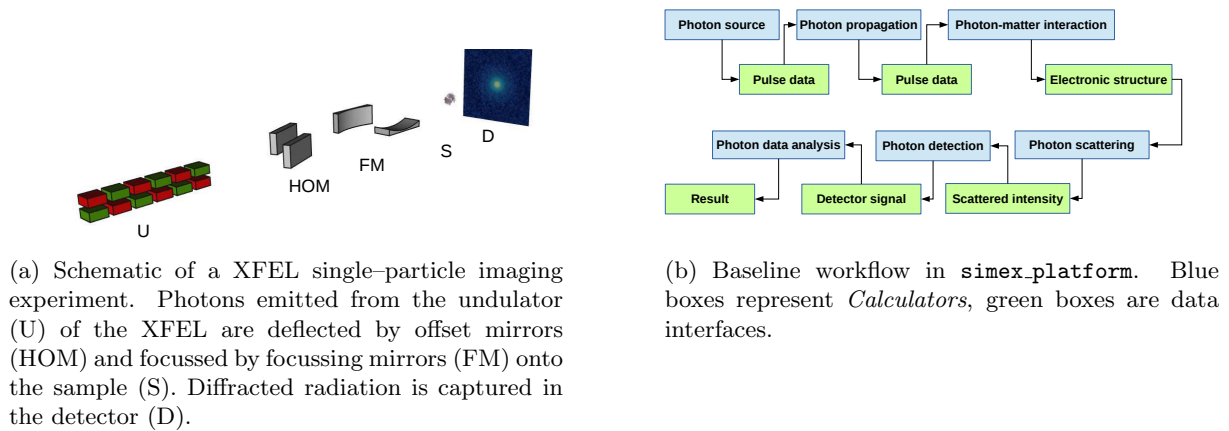 U
HOM
FM
S
D
Photon source
Photon propagation
Photon-matter interaction
Pulse data
Pulse data
Electronic structure
Photon data analysis
Photon detection
Photon scattering
Result
Detector signal
Scattered intensity
(a) Schematic of a XFEL single–particle imaging
experiment. Photons emitted from the undulator
(U) of the XFEL are deflected by offset mirrors
(HOM) and focussed by focussing mirrors (FM) onto
the sample (S). Diffracted radiation is captured in
the detector (D).
(b) Baseline workflow in simex_platform. Blue
boxes represent Calculators, green boxes are data
interfaces.